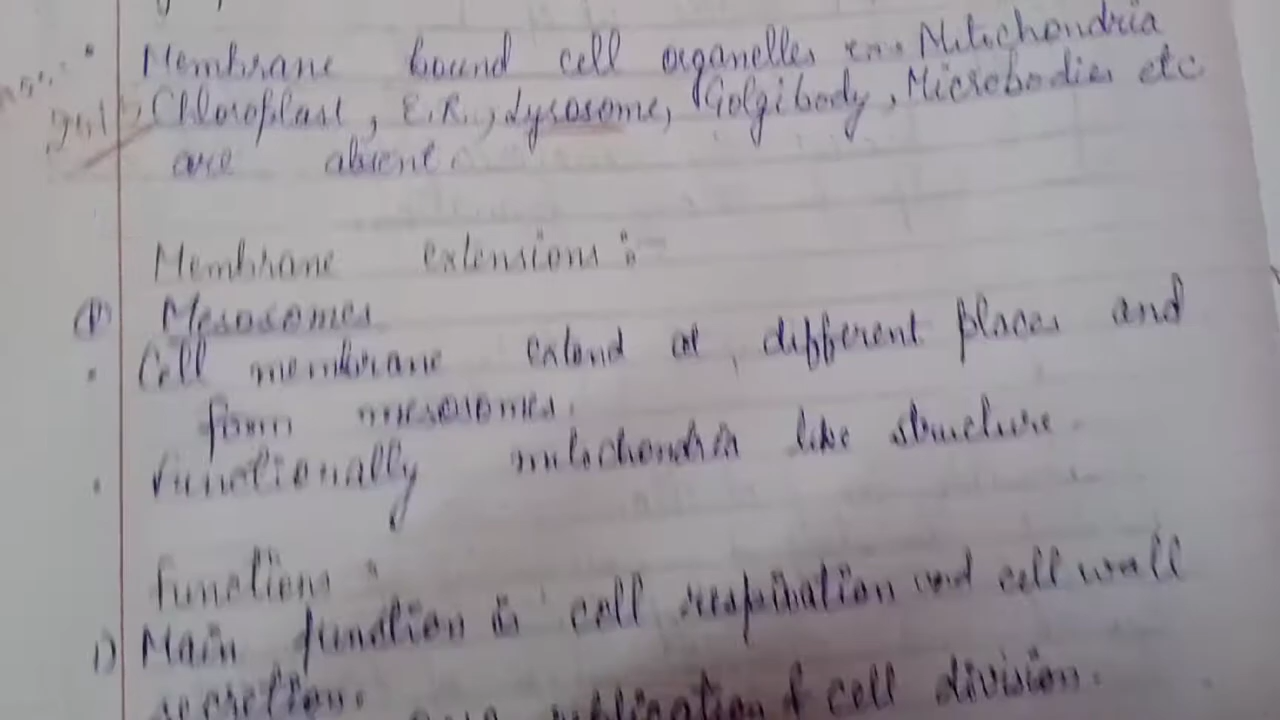 • Membrane bound cell organelles ex. Mitochondria
Chloroplast, E.R., Lysosome, Golgibody, Microbodies etc
are absent.
Membrane extensions :-
(1) Mesosomes
• Cell membrane extend at different places and
form mesosomes.
• Functionally mitochondria like structure.
Functions :
1) Main function is cell respiration and cell wall
secretion.
replication & cell division.